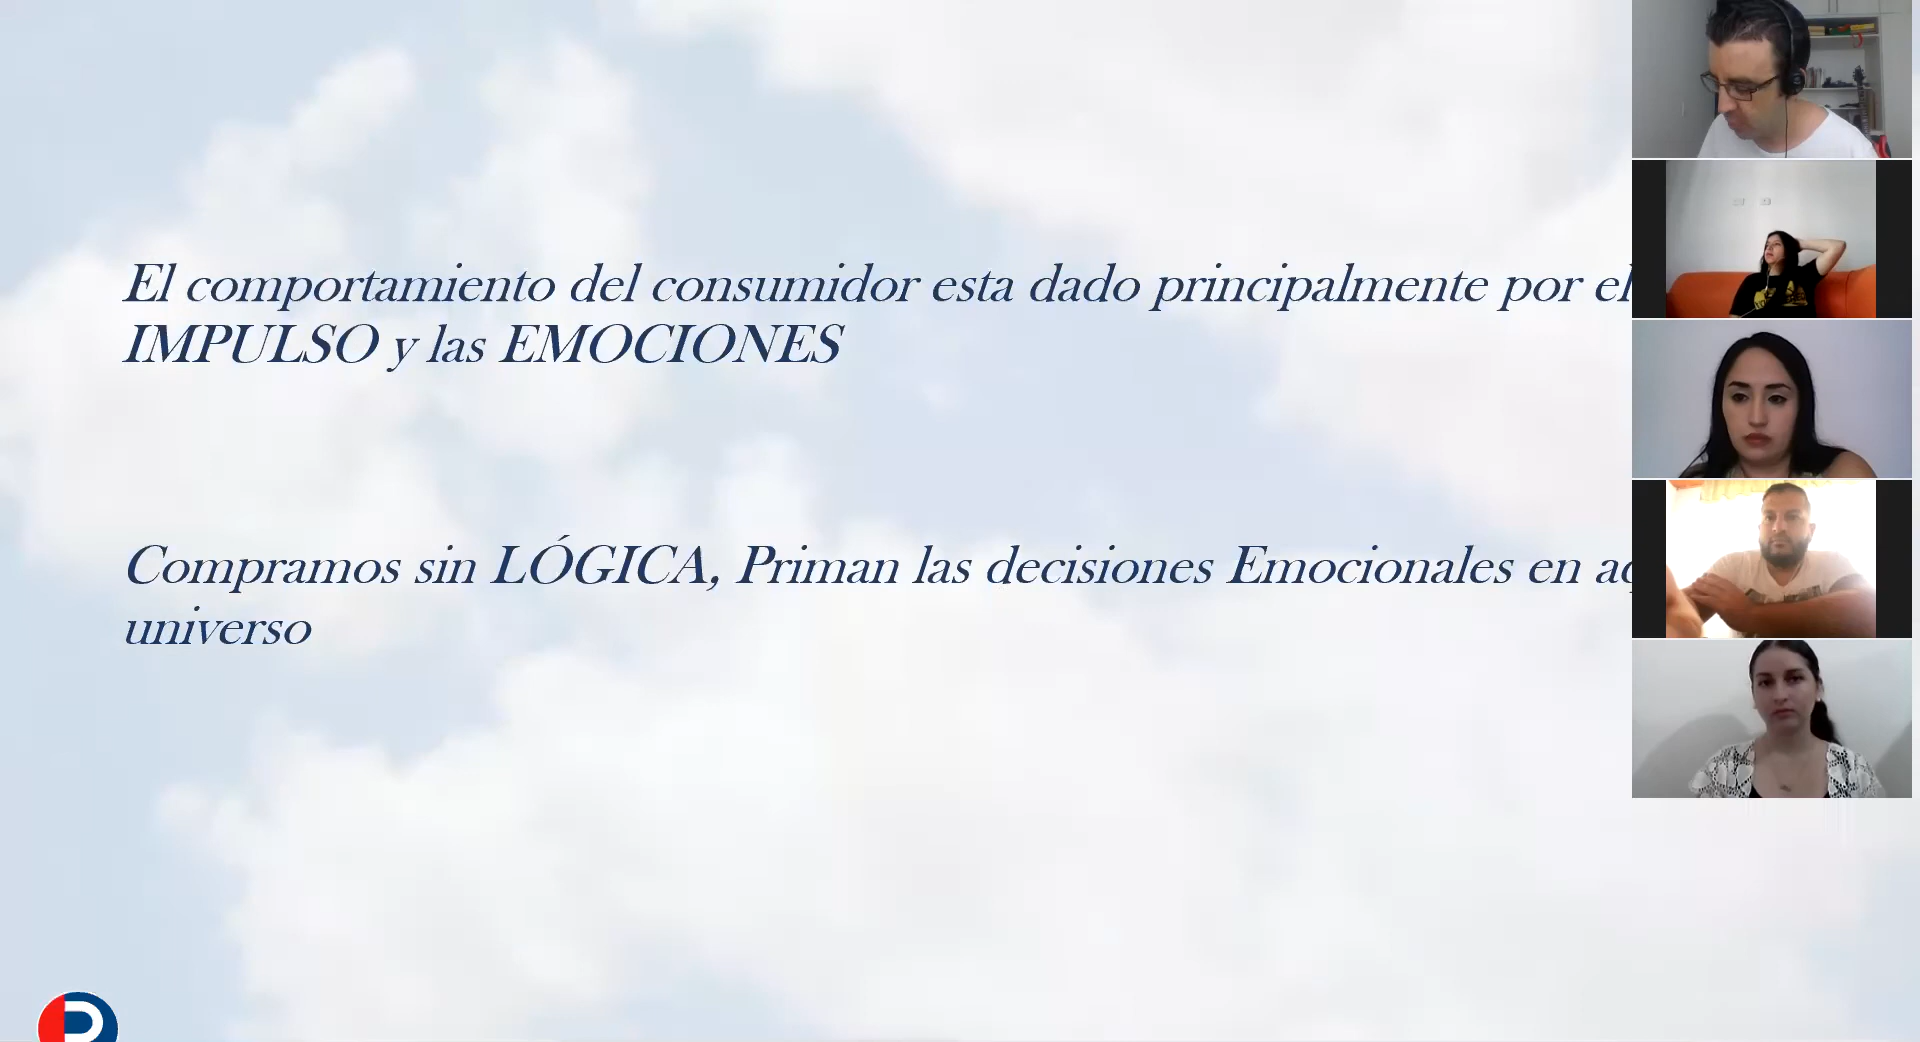 El comportamiento del consumidor esta dado principalmente por el
IMPULSO y las EMOCIONES
Compramos sin LÓGICA, Priman las decisiones Emocionales en
universo